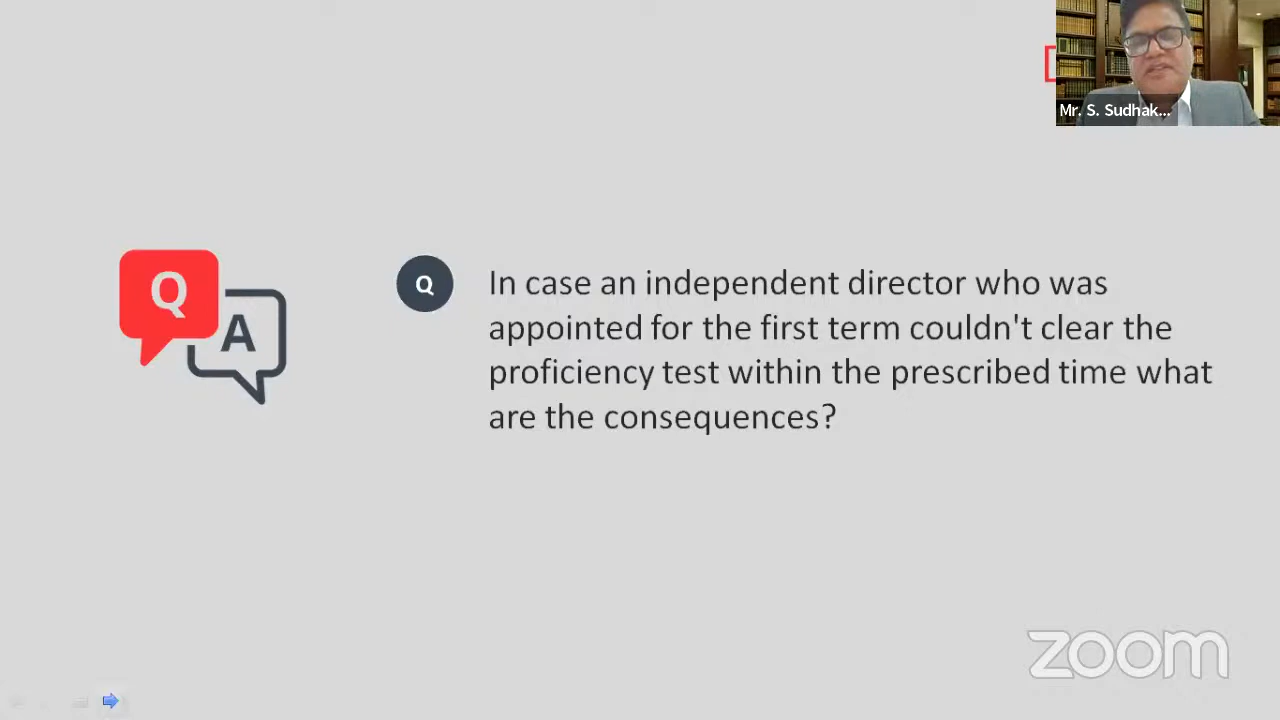 Mr. S. Sudhak...
Q
A
Q
In case an independent director who was
appointed for the first term couldn't clear the
proficiency test within the prescribed time what
are the consequences?
zoom